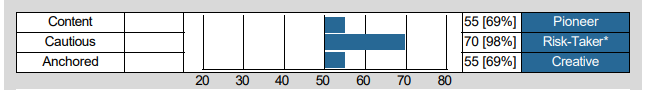 Content 55 [69%] Pioneer
Cautious 70 [98%] Risk-Taker*
Anchored 55 [69%] Creative
20 30 40 50 60 70 80